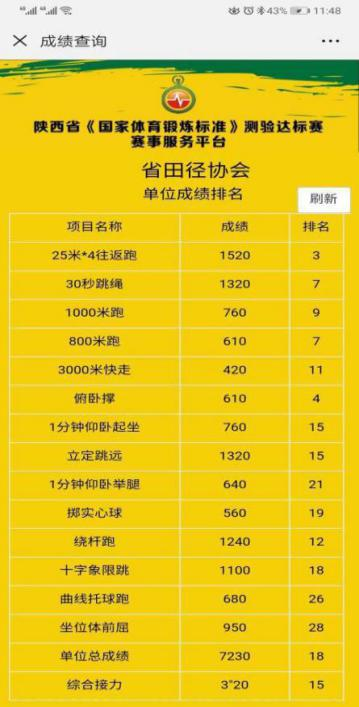 43% 11:48
成绩查询
陕西省《国家体育锻炼标准》测验达标赛
赛事服务平台
省田径协会
单位成绩排名
刷新
项目名称 成绩 排名
25米*4往返跑 1520 3
30秒跳绳 1320 7
1000米跑 760 9
800米跑 610 7
3000米快走 420 11
俯卧撑 610 4
1分钟仰卧起坐 760 15
立定跳远 1320 15
1分钟仰卧举腿 640 21
掷实心球 560 19
绕杆跑 1240 12
十字象限跳 1100 18
曲线托球跑 680 26
坐位体前屈 950 28
单位总成绩 7230 18
综合接力 3"20 15